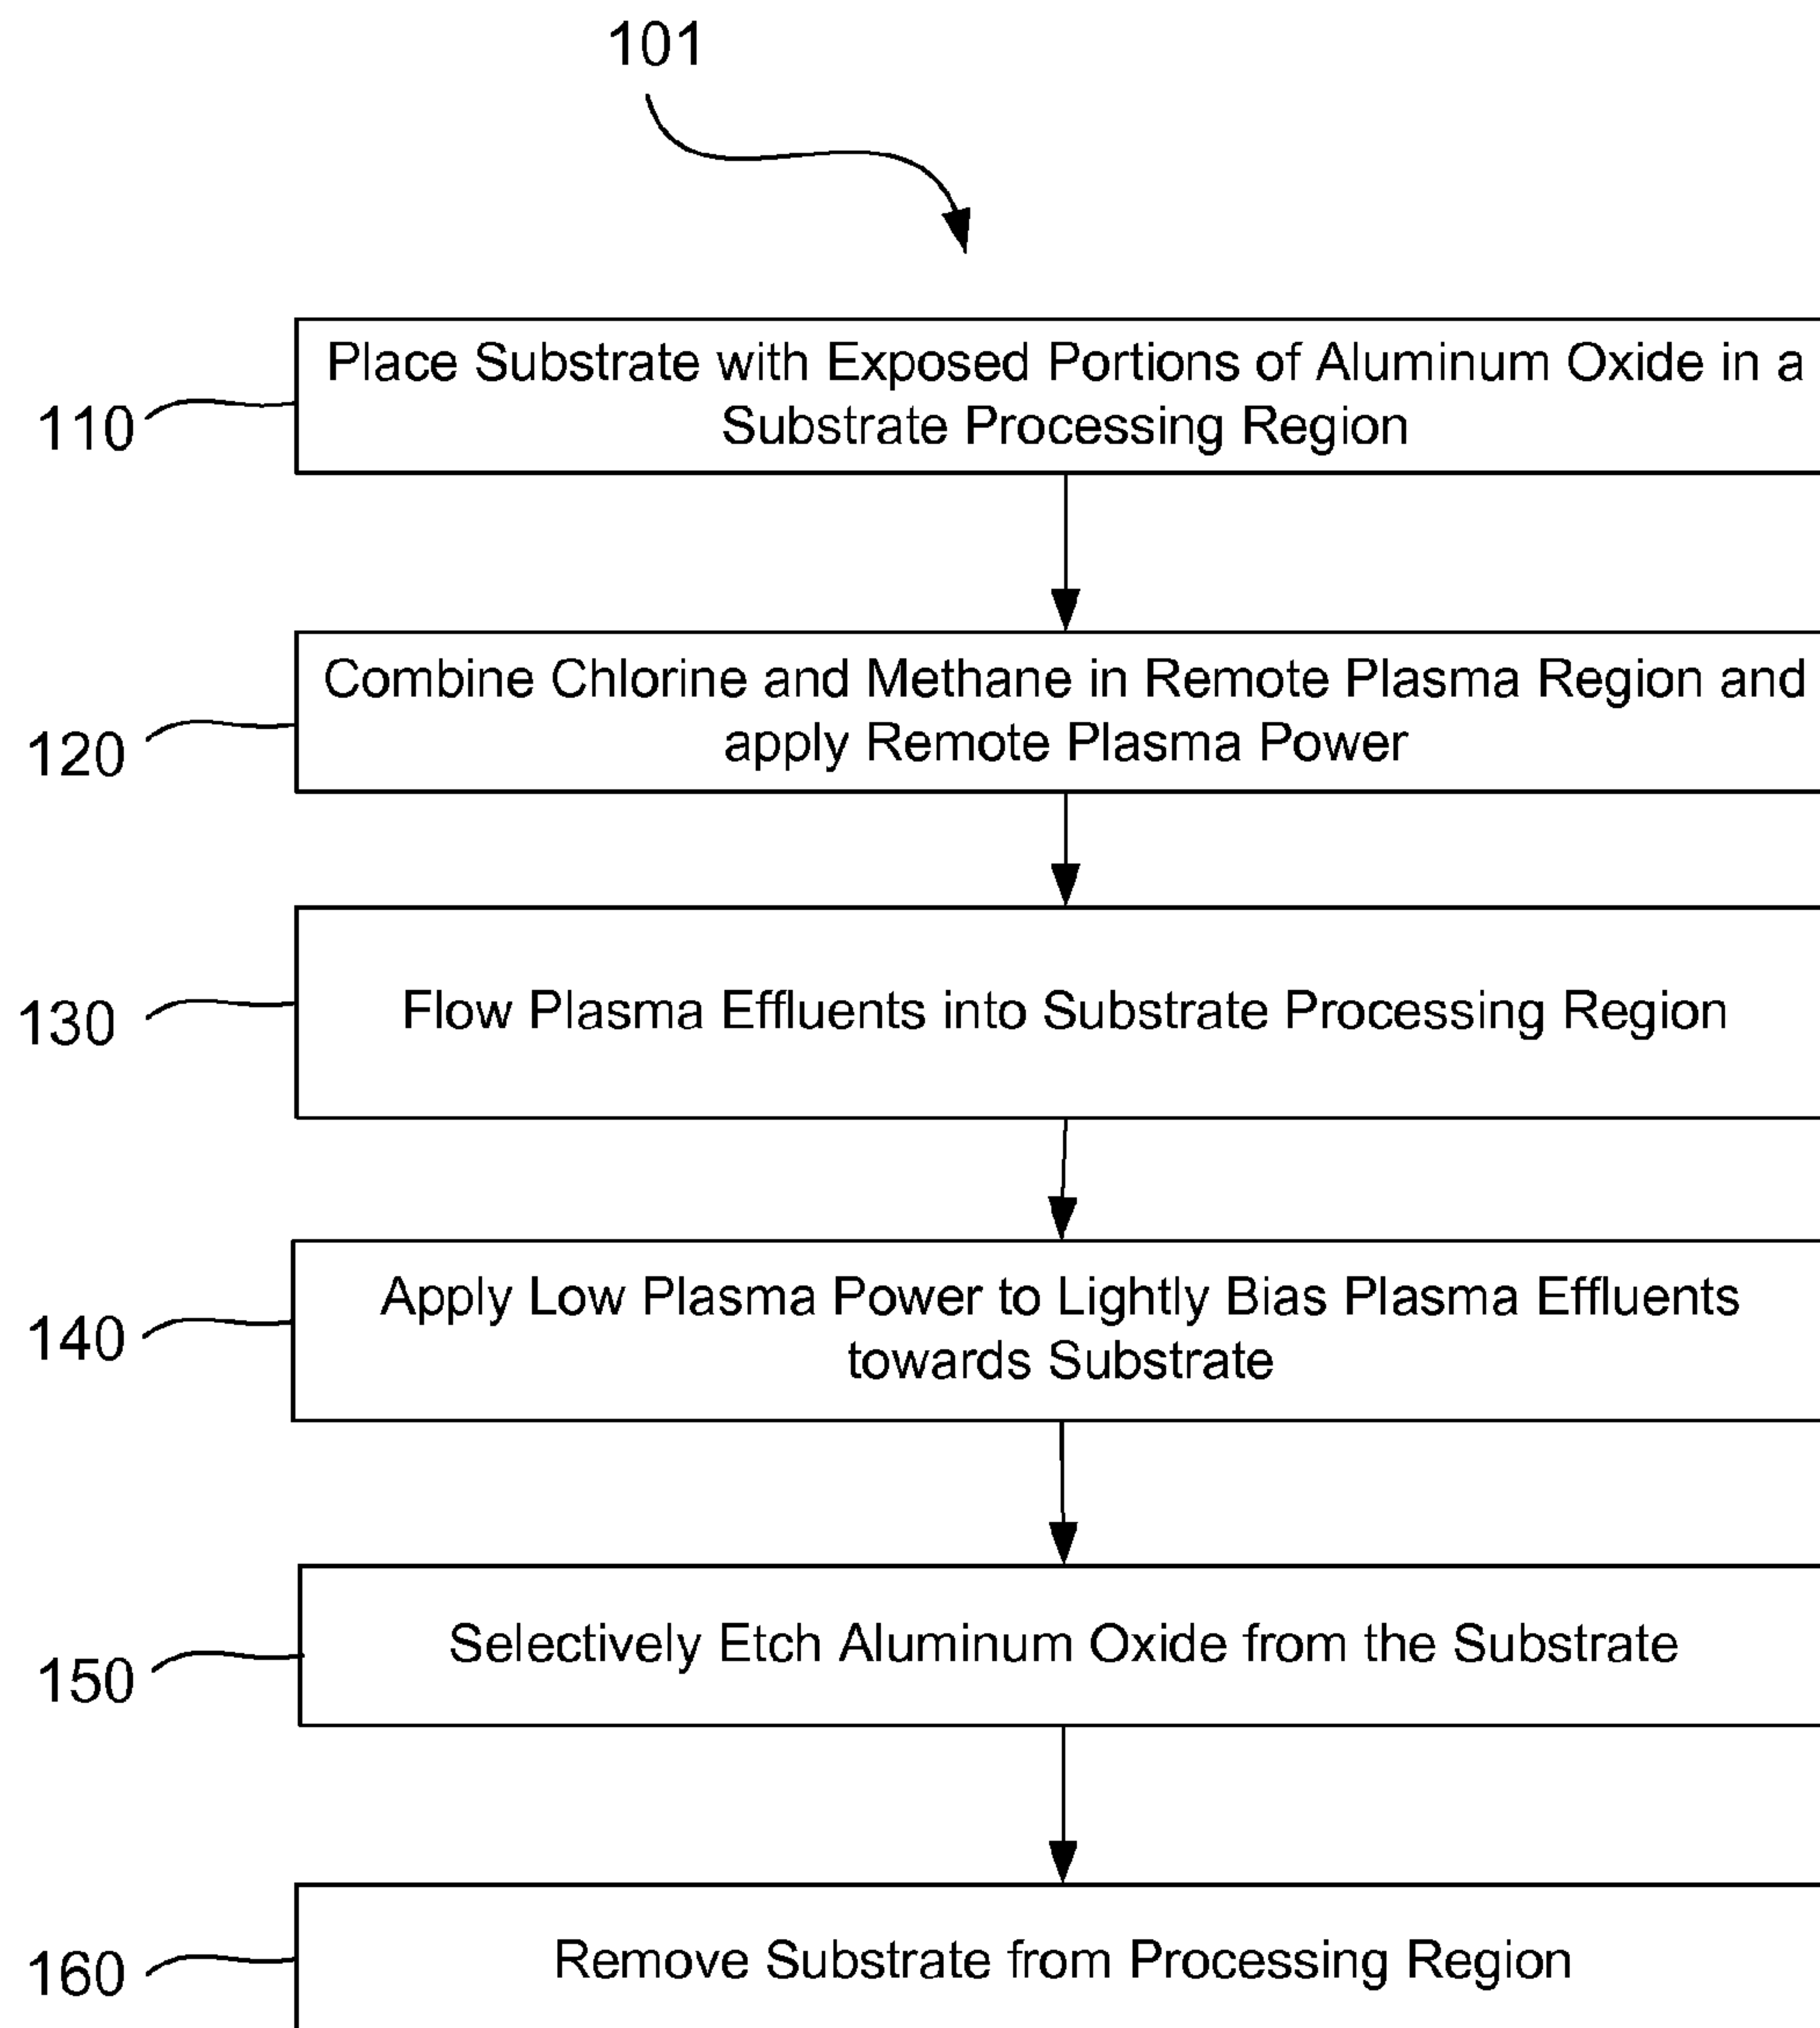 101
110
Place Substrate with Exposed Portions of Aluminum Oxide in a
Substrate Processing Region
120
Combine Chlorine and Methane in Remote Plasma Region and
apply Remote Plasma Power
130
Flow Plasma Effluents into Substrate Processing Region
140
Apply Low Plasma Power to Lightly Bias Plasma Effluents
towards Substrate
150
Selectively Etch Aluminum Oxide from the Substrate
160
Remove Substrate from Processing Region